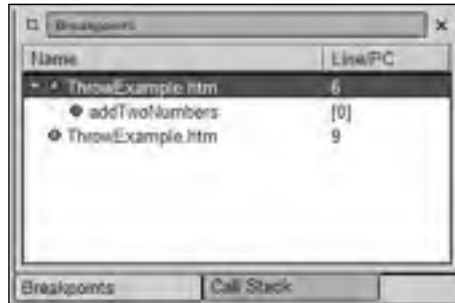 Breakpoints
Name Line/PC
ThrowExample.htm 6
addTwoNumbers [0]
ThrowExample.htm 9
Breakpoints Call Stack